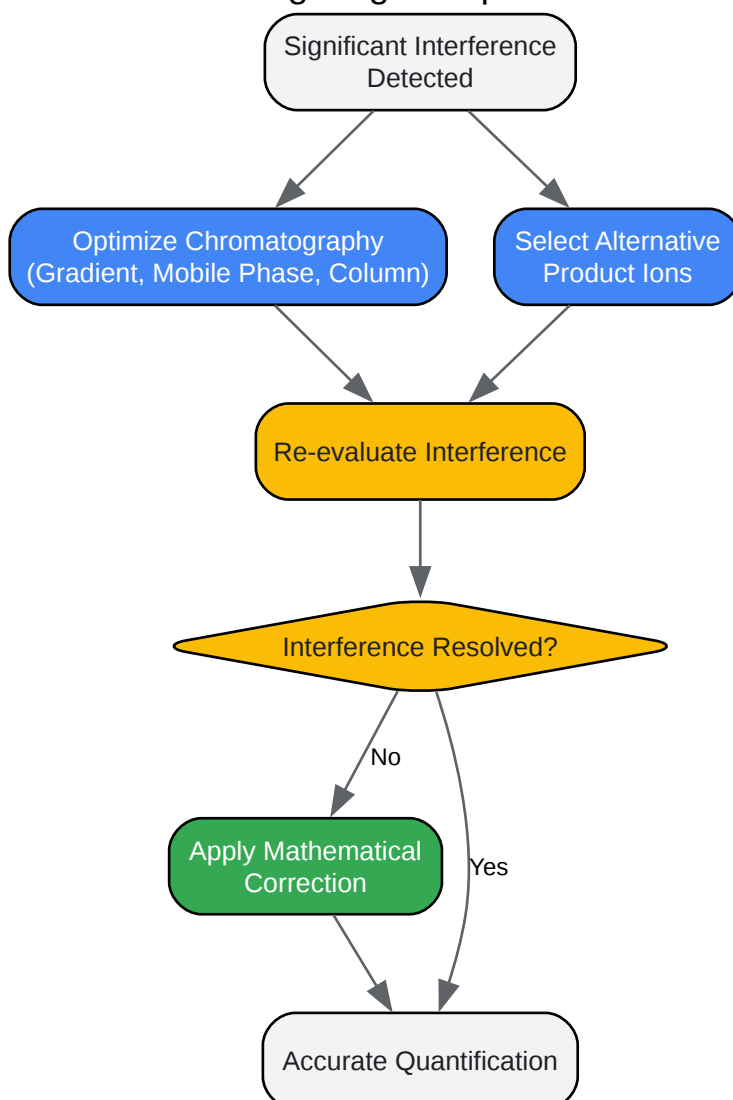 Significant Interference
Detected
Optimize Chromatography
(Gradient, Mobile Phase, Column)
Select Alternative
Product Ions
Re-evaluate Interference
Interference Resolved?
No
Apply Mathematical
Correction
Yes
Accurate Quantification